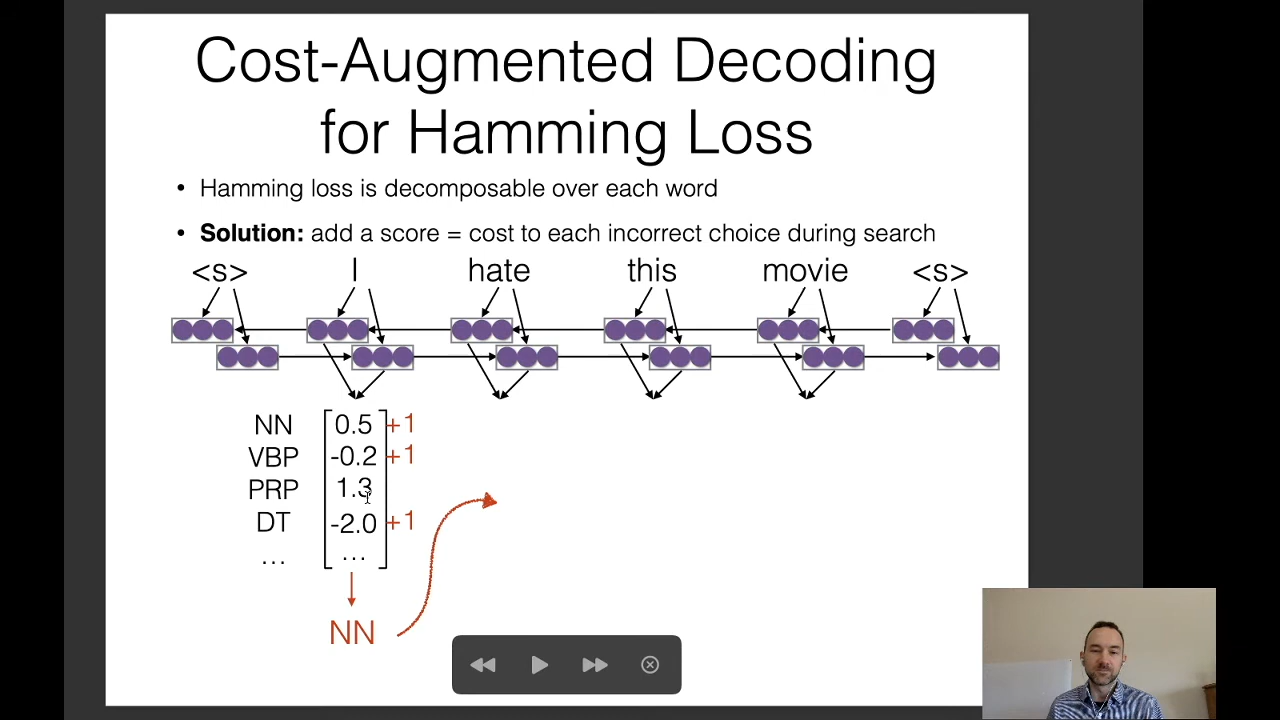 Cost-Augmented Decoding
for Hamming Loss
• Hamming loss is decomposable over each word
• Solution: add a score = cost to each incorrect choice during search
<s> I hate this movie <s>
NN 0.5 +1
VBP -0.2 +1
PRP 1.3
DT -2.0 +1
… …
NN